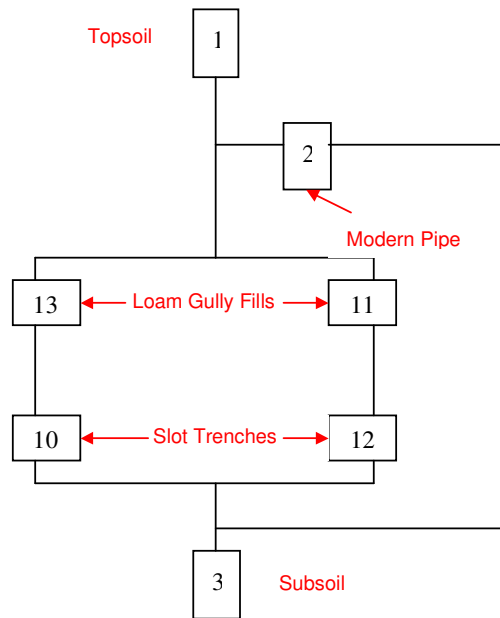 Topsoil 1
2
Modern Pipe
13 Loam Gully Fills 11
10 Slot Trenches 12
3 Subsoil